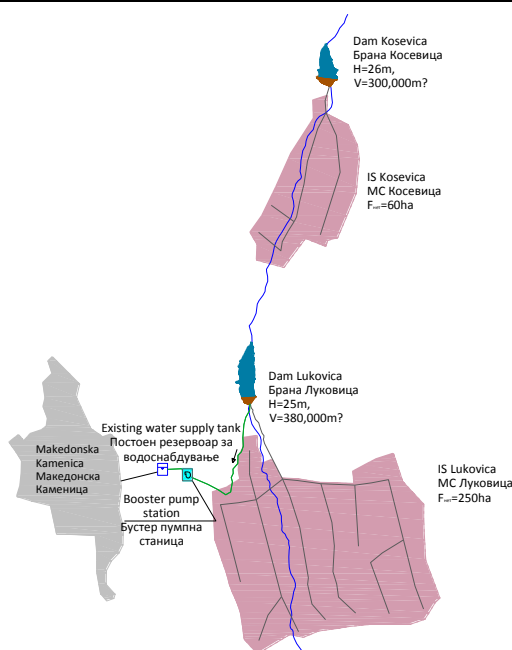 Dam Kosevica
Брана Косевица
H=26m,
V=300,000m?
IS Kosevica
МС Косевица
Fₙₑₜ=60ha
Dam Lukovica
Брана Луковица
H=25m,
V=380,000m?
Existing water supply tank
Постоен резервоар за
водоснабдување
Makedonska
Kamenica
Македонска
Каменица
Booster pump
station
Бустер пумпна
станица
IS Lukovica
МС Луковица
Fₙₑₜ=250ha